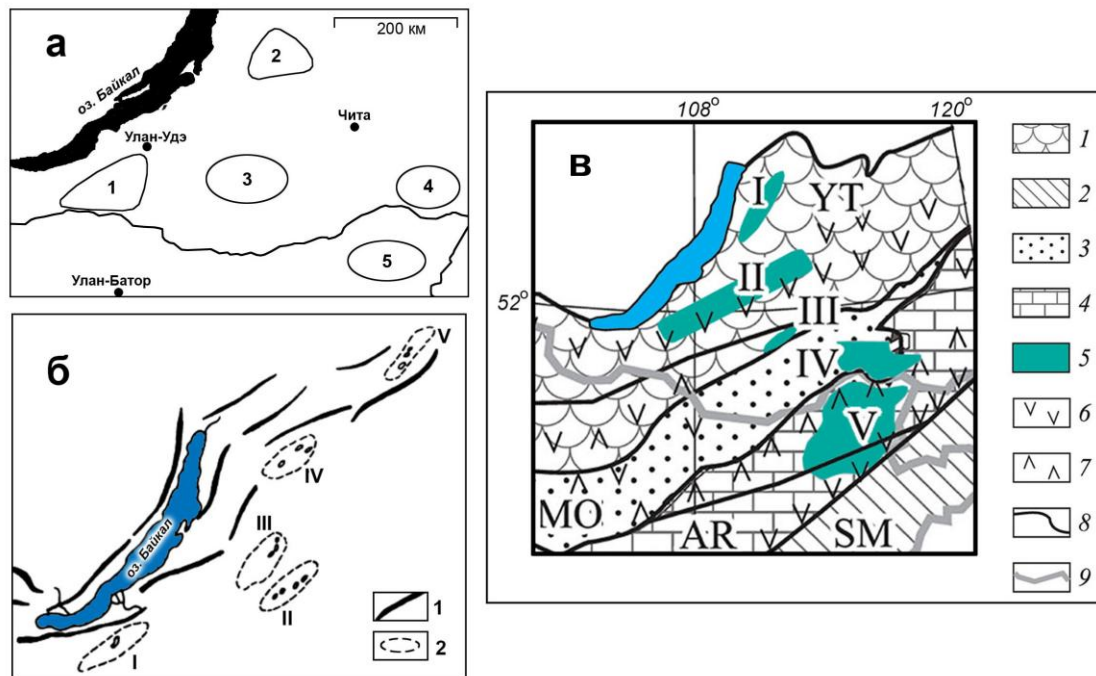 а
200 км
2
оз. Байкал
Чита
Улан-Удэ
1
3
4
5
Улан-Батор
б
V
IV
III
оз. Байкал
II
I
1
2
в
108°
120°
52°
I
YT
II
III
IV
V
MO
AR
SM
1
2
3
4
5
6
7
8
9